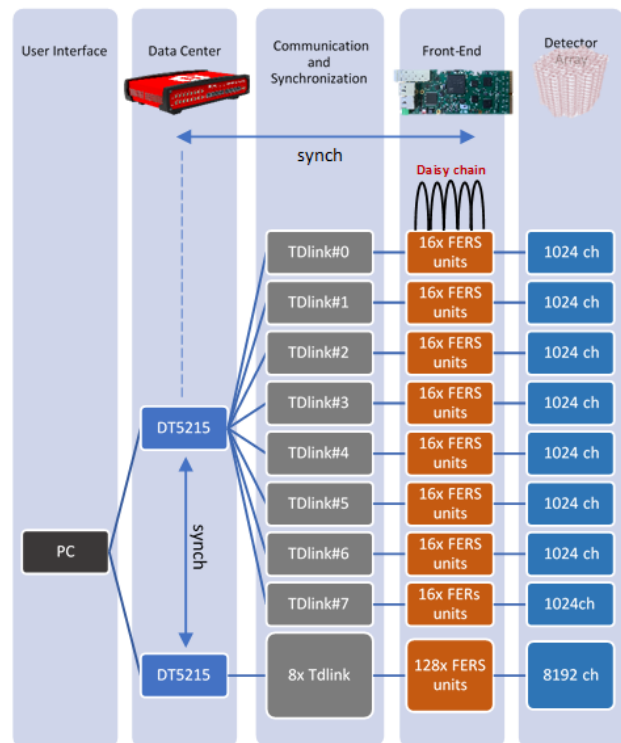 User Interface
Data Center
Communication
and
Synchronization
Front-End
Detector
Array
synch
Daisy chain
TDlink#0
16x FERS
units
1024 ch
TDlink#1
16x FERS
units
1024 ch
TDlink#2
16x FERS
units
1024 ch
TDlink#3
16x FERS
units
1024 ch
DT5215
TDlink#4
16x FERS
units
1024 ch
TDlink#5
16x FERS
units
1024 ch
synch
PC
TDlink#6
16x FERS
units
1024 ch
TDlink#7
16x FERs
units
1024ch
DT5215
8x Tdlink
128x FERS
units
8192 ch